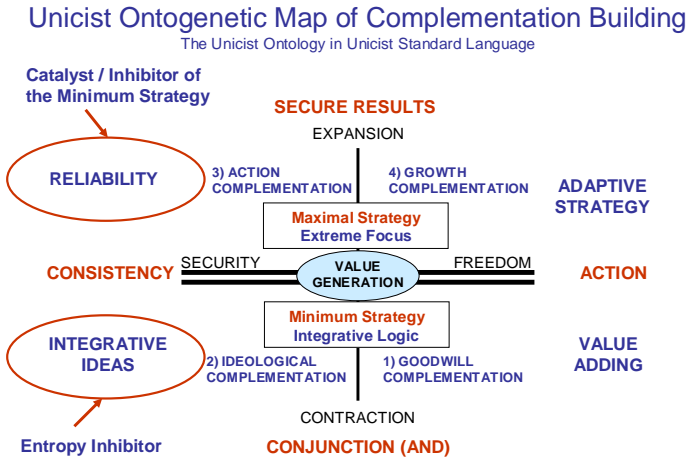 Unicist Ontogenetic Map of Complementation Building
The Unicist Ontology in Unicist Standard Language
Catalyst / Inhibitor of
the Minimum Strategy
SECURE RESULTS
EXPANSION
RELIABILITY
3) ACTION
COMPLEMENTATION
4) GROWTH
COMPLEMENTATION
ADAPTIVE
STRATEGY
Maximal Strategy
Extreme Focus
CONSISTENCY
SECURITY
VALUE
GENERATION
FREEDOM
ACTION
Minimum Strategy
Integrative Logic
INTEGRATIVE
IDEAS
2) IDEOLOGICAL
COMPLEMENTATION
1) GOODWILL
COMPLEMENTATION
VALUE
ADDING
CONTRACTION
Entropy Inhibitor
CONJUNCTION (AND)